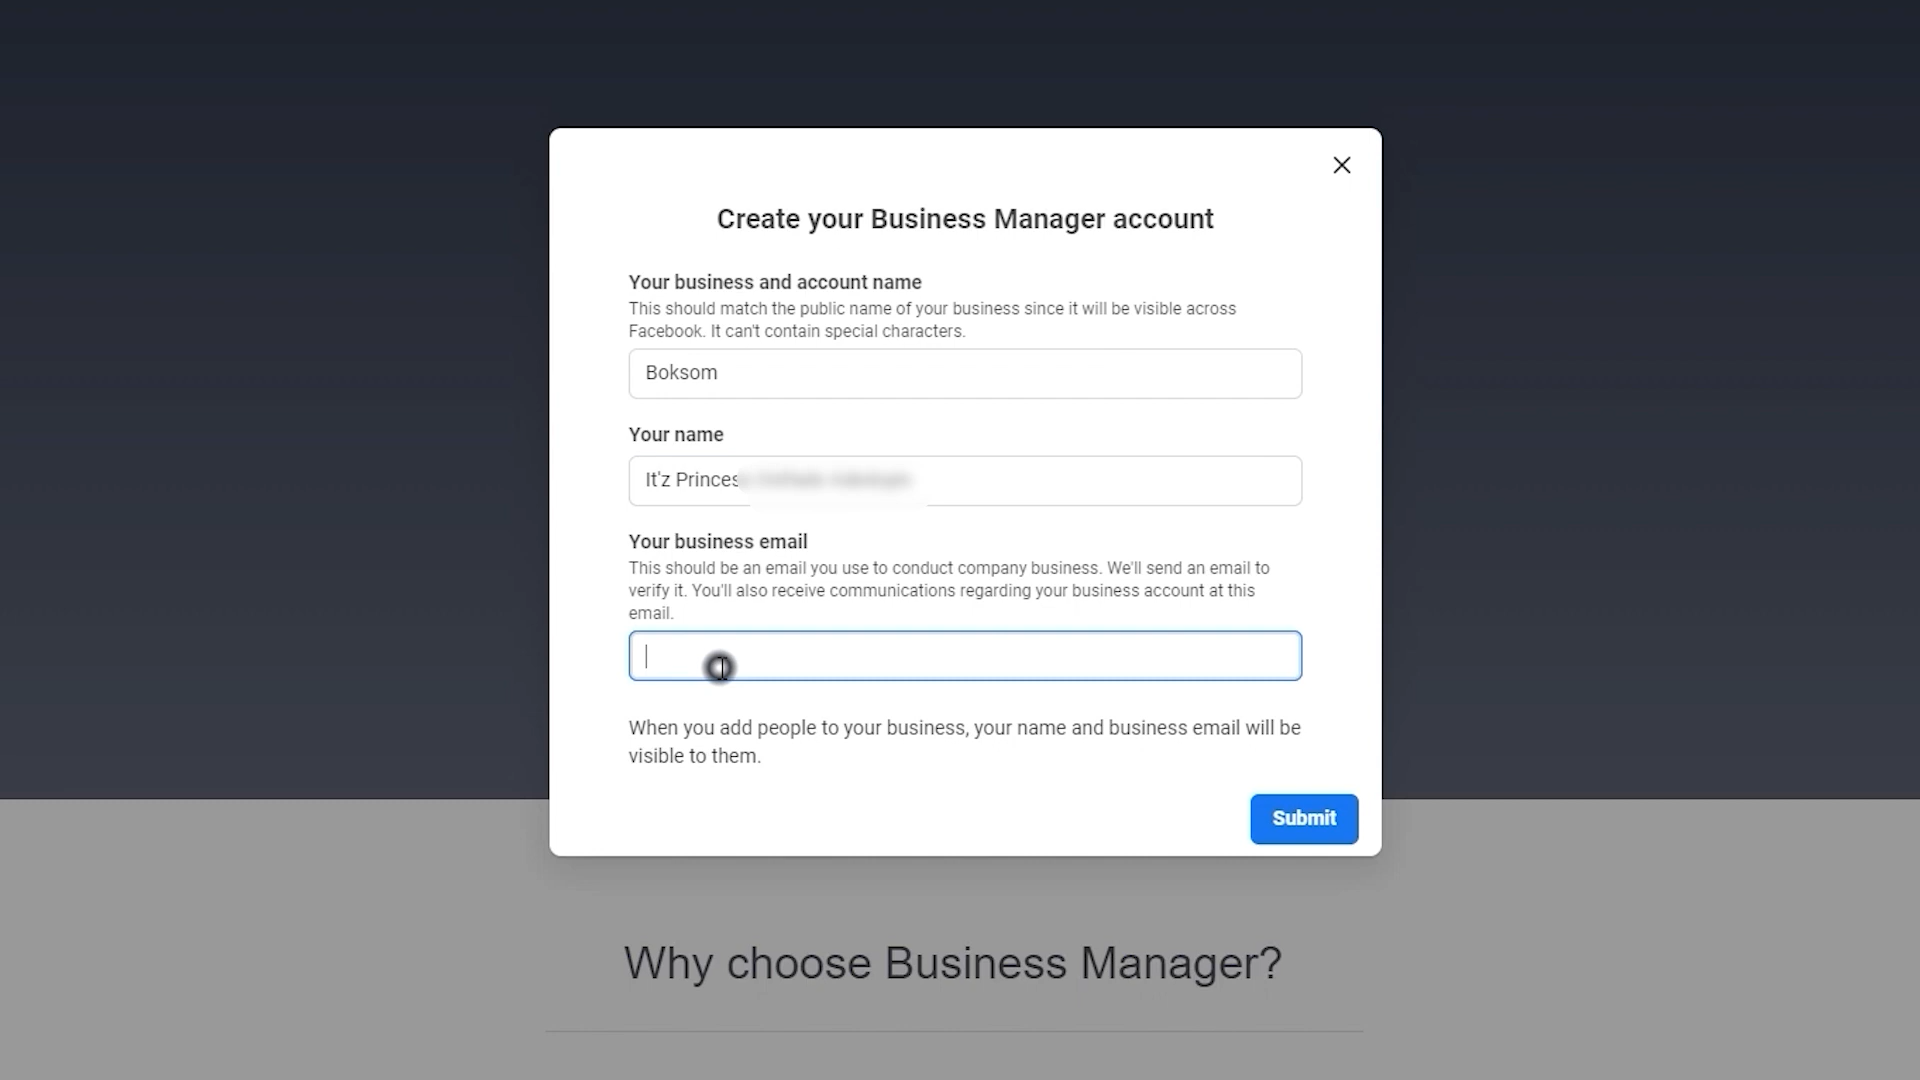 Create your Business Manager account
Your business and account name
This should match the public name of your business since it will be visible across
Facebook. It can't contain special characters.
Boksom
Your name
It'z
Your business email
This should be an email you use to conduct company business. We'll send an email to
verify it. You'll also receive communications regarding your business account at this
email.
When you add people to your business, your name and business email will be
visible to them.
Submit
Why choose Business Manager?